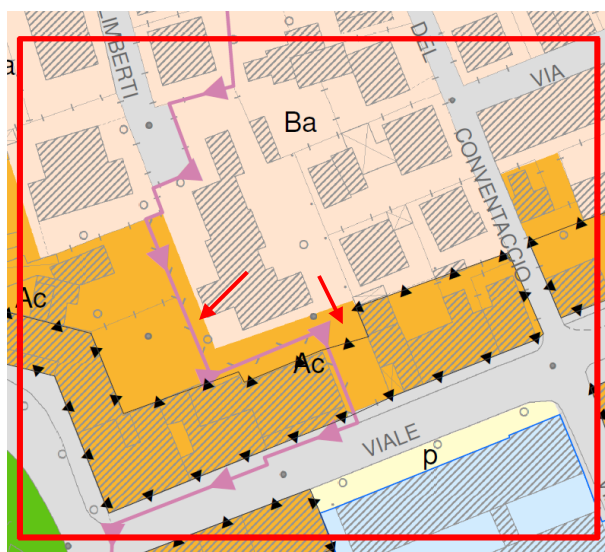 IMBERTI
DEL
VIA
a
Ba
CONVENTACCIO
Ac
Ac
VIALE
p